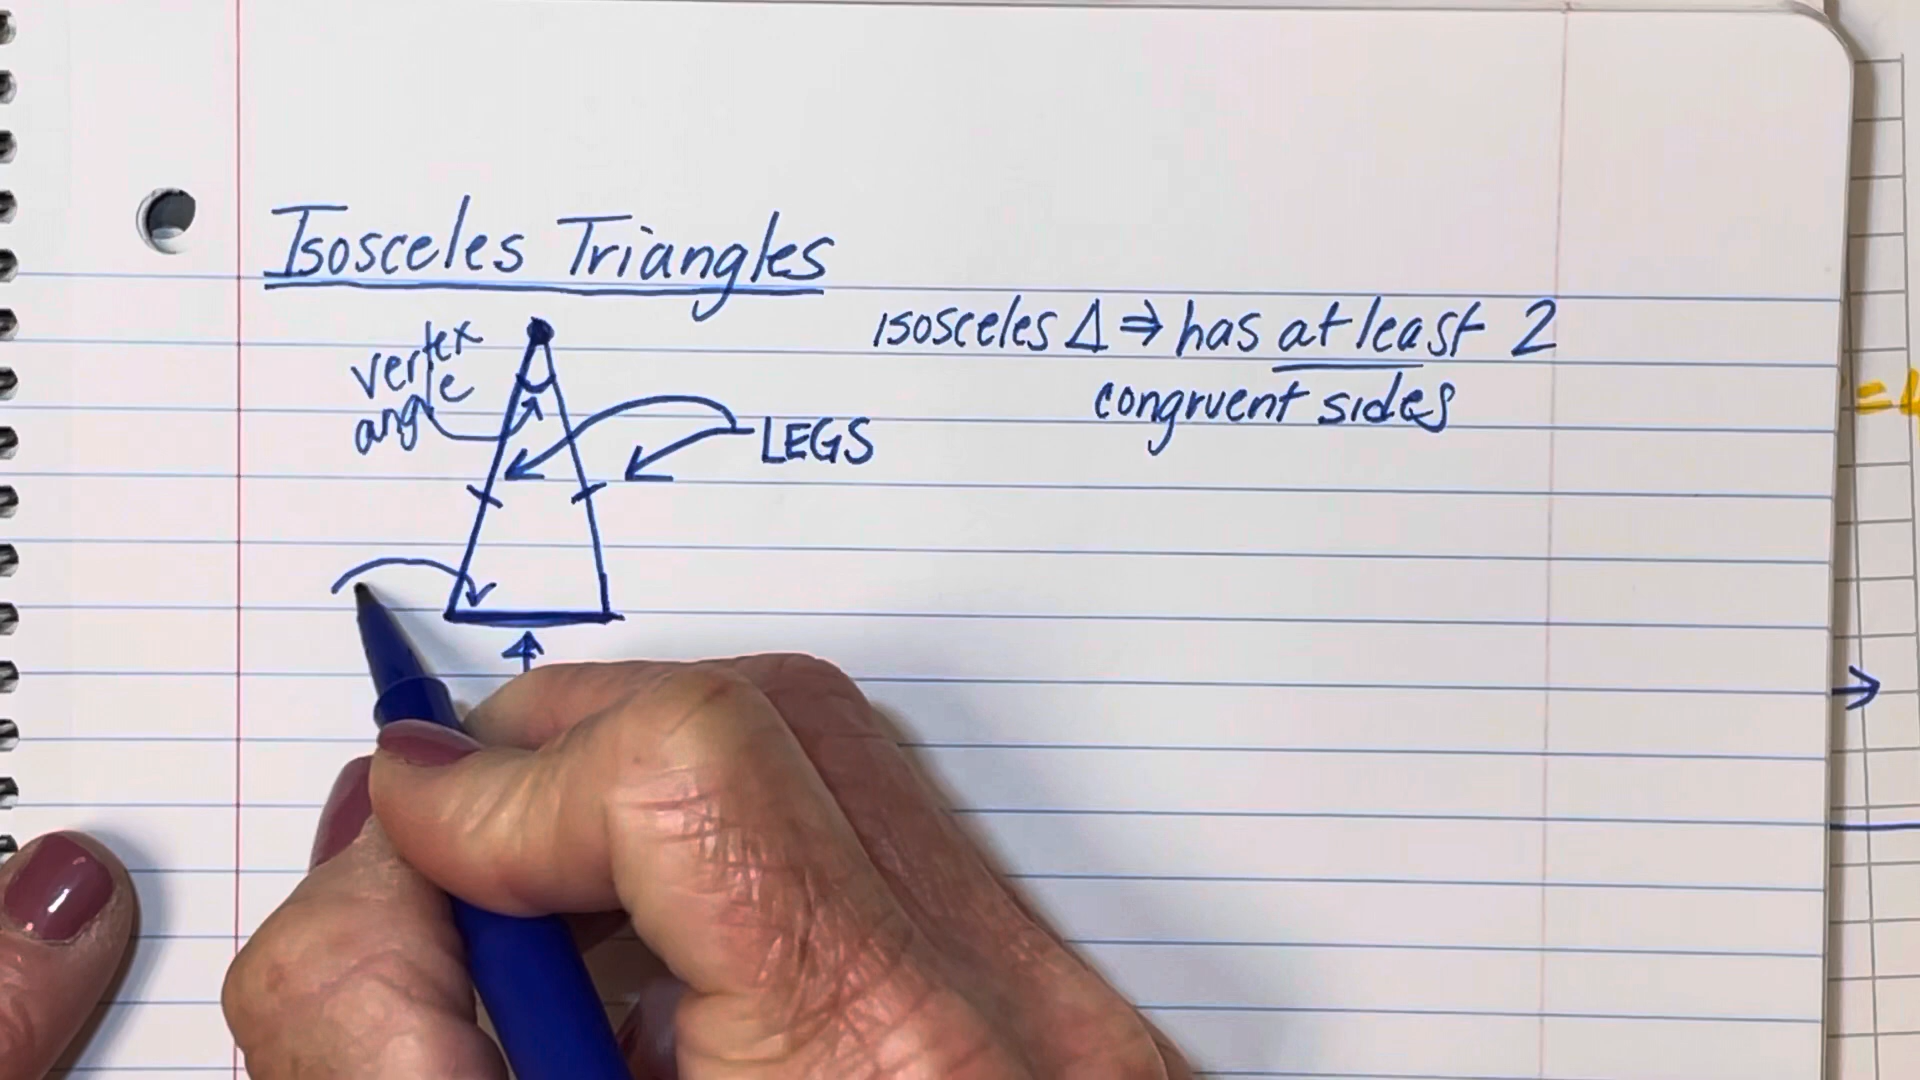 Isosceles Triangles
isosceles Δ ⇒ has at least 2
congruent sides
vertex
angle
LEGS